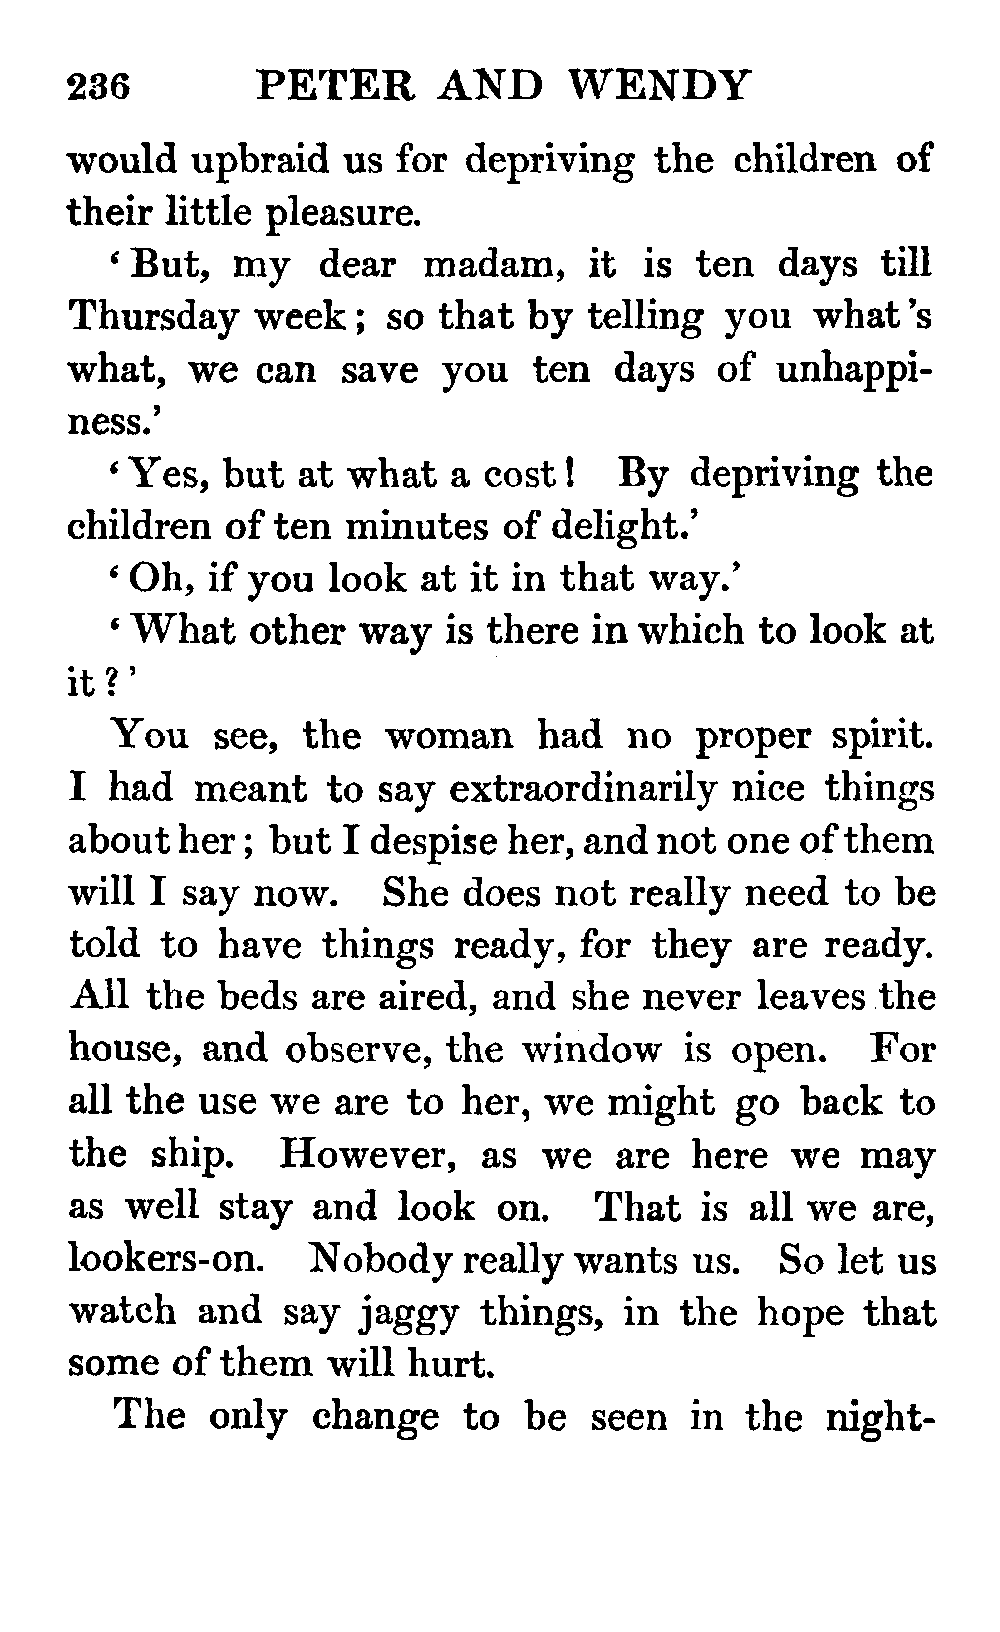 236 PETER AND WENDY
would upbraid us for depriving the children of
their little pleasure.
‘But, my dear madam, it is ten days till
Thursday week; so that by telling you what's
what, we can save you ten days of unhappi-
ness.’
‘Yes, but at what a cost! By depriving the
children of ten minutes of delight.’
‘Oh, if you look at it in that way.’
‘What other way is there in which to look at
it?’
You see, the woman had no proper spirit.
I had meant to say extraordinarily nice things
about her; but I despise her, and not one of them
will I say now. She does not really need to be
told to have things ready, for they are ready.
All the beds are aired, and she never leaves the
house, and observe, the window is open. For
all the use we are to her, we might go back to
the ship. However, as we are here we may
as well stay and look on. That is all we are,
lookers-on. Nobody really wants us. So let us
watch and say jaggy things, in the hope that
some of them will hurt.
The only change to be seen in the night-